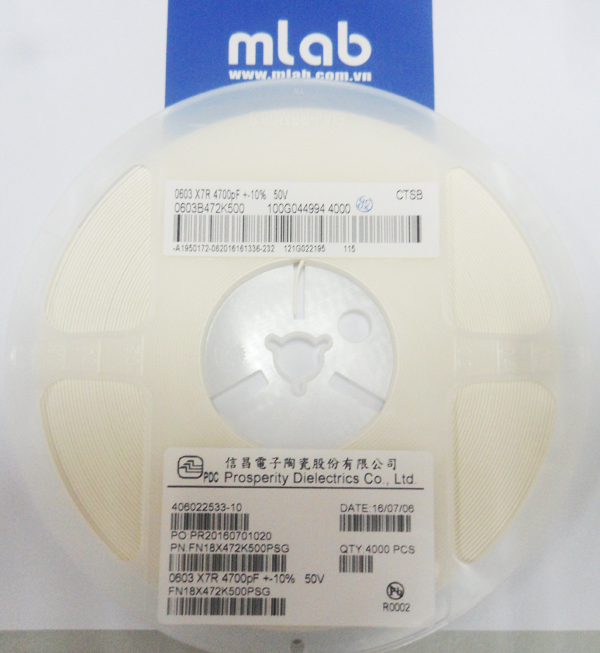 mlab
www.mlab.com.vn
0603 X7R 4700pF +-10% 50V CTSB
0603B472K500 100G044994 4000
-A1950172-062016161336-232 121G022195 115
信昌電子陶瓷股份有限公司
PDC Prosperity Dielectrics Co., Ltd.
406022533-10 DATE 16/07/06
PO PR20160701020
PN FN18X472K500PSG QTY 4000 PCS
0603 X7R 4700pF +-10% 50V
FN18X472K500PSG Pb
R0002